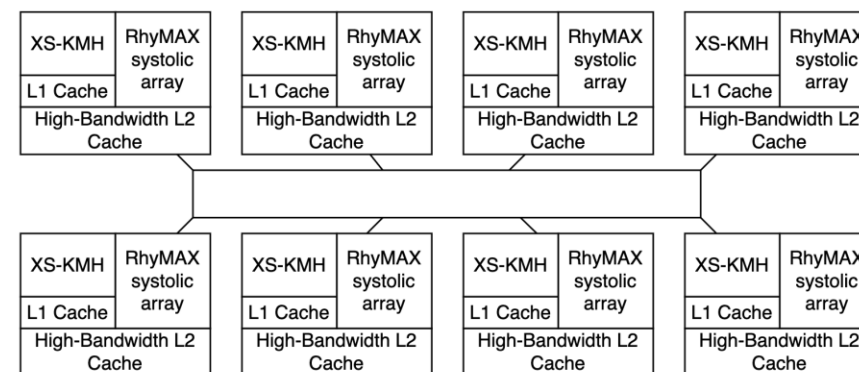 XS-KMH
RhyMAX
systolic
array
L1 Cache
High-Bandwidth L2
Cache
XS-KMH
RhyMAX
systolic
array
L1 Cache
High-Bandwidth L2
Cache
XS-KMH
RhyMAX
systolic
array
L1 Cache
High-Bandwidth L2
Cache
XS-KMH
RhyMAX
systolic
array
L1 Cache
High-Bandwidth L2
Cache
XS-KMH
RhyMAX
systolic
array
L1 Cache
High-Bandwidth L2
Cache
XS-KMH
RhyMAX
systolic
array
L1 Cache
High-Bandwidth L2
Cache
XS-KMH
RhyMAX
systolic
array
L1 Cache
High-Bandwidth L2
Cache
XS-KMH
RhyMAX
systolic
array
L1 Cache
High-Bandwidth L2
Cache